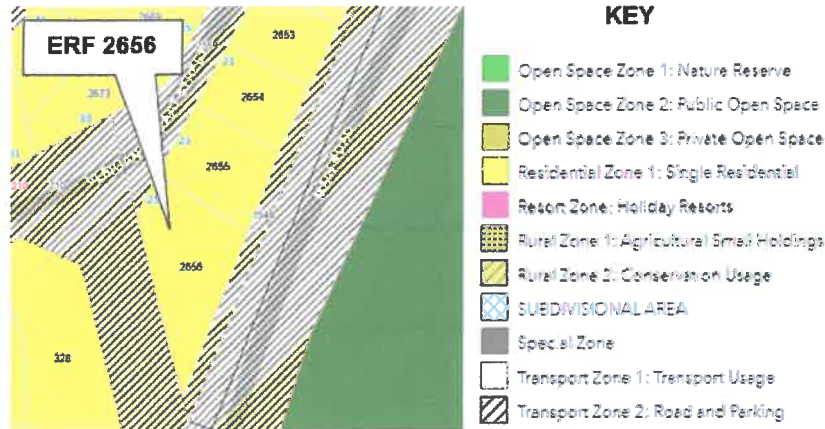 KEY
ERF 2656
2653
2654
2655
2656
2673
328
23
Open Space Zone 1: Nature Reserve
Open Space Zone 2: Public Open Space
Open Space Zone 3: Private Open Space
Residential Zone 1: Single Residential
Resort Zone: Holiday Resorts
Rural Zone 1: Agricultural Small Holdings
Rural Zone 2: Conservation Usage
SUBDIVISIONAL AREA
Special Zone
Transport Zone 1: Transport Usage
Transport Zone 2: Road and Parking